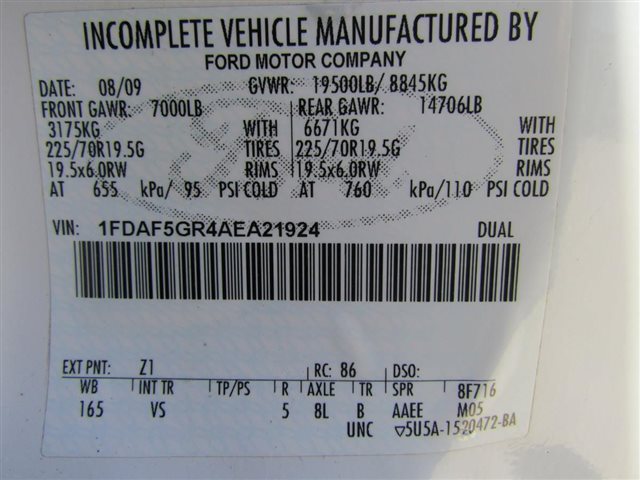 INCOMPLETE VEHICLE MANUFACTURED BY
FORD MOTOR COMPANY
DATE: 08/09 GVWR: 19500LB/ 8845KG
FRONT GAWR: 7000LB REAR GAWR: 14706LB
3175KG WITH 6671KG WITH
225/70R19.5G TIRES 225/70R19.5G TIRES
19.5x6.0RW RIMS 19.5x6.0RW RIMS
AT 655 kPa/ 95 PSI COLD AT 760 kPa/110 PSI COLD
VIN: 1FDAF5GR4AEA21924 DUAL
EXT PNT: Z1 RC: 86 DSO:
WB INT TR TP/PS R AXLE TR SPR 8F716
165 VS 5 8L B AAEE M05
UNC ▽5U5A-1520472-BA